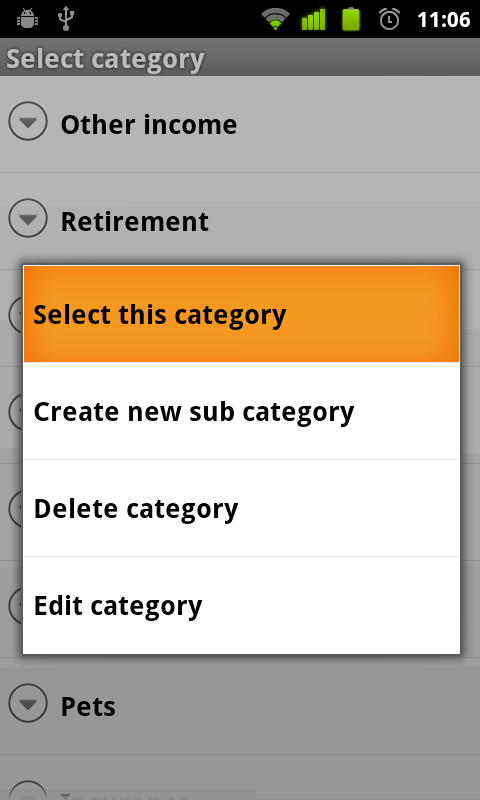 11:06
Select category
Other income
Retirement
Select this category
Create new sub category
Delete category
Edit category
Pets